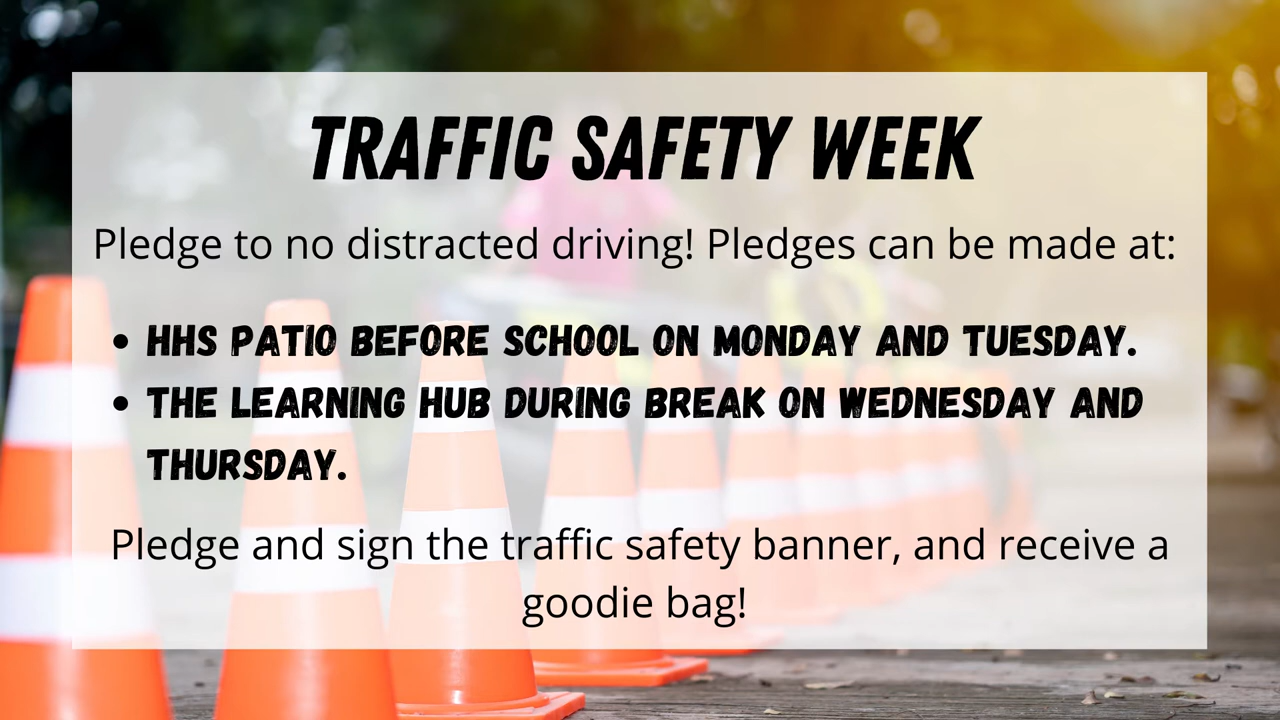 TRAFFIC SAFETY WEEK
Pledge to no distracted driving! Pledges can be made at:
• HHS PATIO BEFORE SCHOOL ON MONDAY AND TUESDAY.
• THE LEARNING HUB DURING BREAK ON WEDNESDAY AND
THURSDAY.
Pledge and sign the traffic safety banner, and receive a
goodie bag!